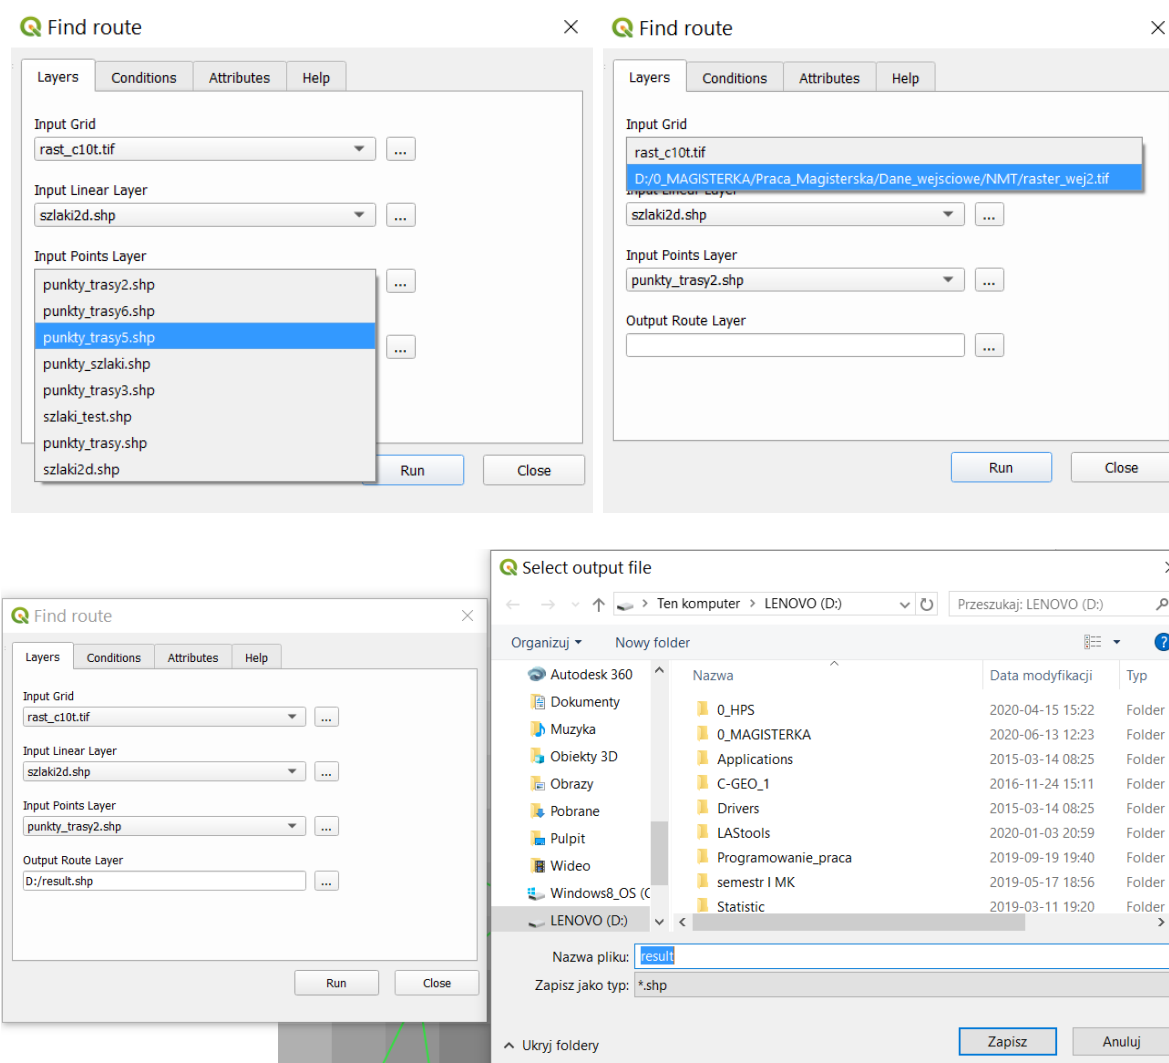 Find route
Layers Conditions Attributes Help
Input Grid
rast_c10t.tif
...
Input Linear Layer
szlaki2d.shp
...
Input Points Layer
punkty_trasy2.shp
...
punkty_trasy6.shp
punkty_trasy5.shp
...
punkty_szlaki.shp
punkty_trasy3.shp
szlaki_test.shp
punkty_trasy.shp
szlaki2d.shp
Run Close
Find route
Layers Conditions Attributes Help
Input Grid
rast_c10t.tif
D:/0_MAGISTERKA/Praca_Magisterska/Dane_wejsciowe/NMT/raster_wej2.tif
Input Linear Layer
szlaki2d.shp
...
Input Points Layer
punkty_trasy2.shp
...
Output Route Layer
...
Run Close
Find route
Layers Conditions Attributes Help
Input Grid
rast_c10t.tif
...
Input Linear Layer
szlaki2d.shp
...
Input Points Layer
punkty_trasy2.shp
...
Output Route Layer
D:/result.shp
...
Run Close
Select output file
Ten komputer > LENOVO (D:)
Przeszukaj: LENOVO (D:)
Organizuj Nowy folder
?
Autodesk 360
Dokumenty
Muzyka
Obiekty 3D
Obrazy
Pobrane
Pulpit
Wideo
Windows8_OS (C
LENOVO (D:)
Nazwa Data modyfikacji Typ
0_HPS 2020-04-15 15:22 Folder
0_MAGISTERKA 2020-06-13 12:23 Folder
Applications 2015-03-14 08:25 Folder
C-GEO_1 2016-11-24 15:11 Folder
Drivers 2015-03-14 08:25 Folder
LAStools 2020-01-03 20:59 Folder
Programowanie_praca 2019-09-19 19:40 Folder
semestr I MK 2019-05-17 18:56 Folder
Statistic 2019-03-11 19:20 Folder
Nazwa pliku: result
Zapisz jako typ: *.shp
Ukryj foldery
Zapisz Anuluj